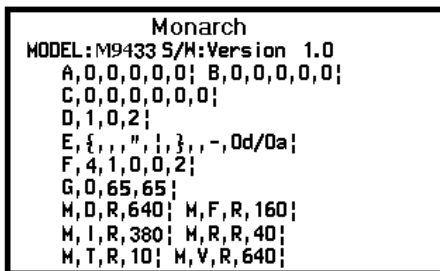 Monarch
MODEL:M9433 S/W:Version 1.0
A,0,0,0,0,0¦ B,0,0,0,0,0¦
C,0,0,0,0,0,0¦
D,1,0,2¦
E,{,,,",¦,},,~,0d/0a¦
F,4,1,0,0,2¦
G,0,65,65¦
M,D,R,640¦ M,F,R,160¦
M,I,R,380¦ M,R,R,40¦
M,T,R,10¦ M,V,R,640¦